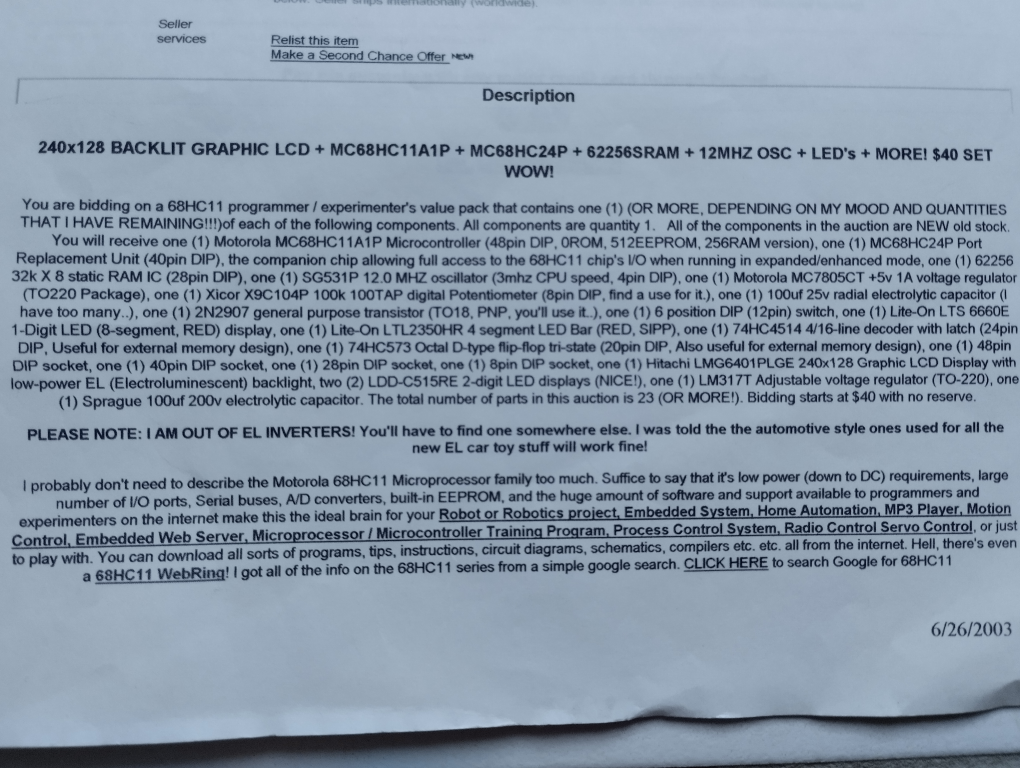 below. Seller ships internationally (worldwide).
Seller
services
Relist this item
Make a Second Chance Offer NEW!
Description
240x128 BACKLIT GRAPHIC LCD + MC68HC11A1P + MC68HC24P + 62256SRAM + 12MHZ OSC + LED's + MORE! $40 SET
WOW!
You are bidding on a 68HC11 programmer / experimenter's value pack that contains one (1) (OR MORE, DEPENDING ON MY MOOD AND QUANTITIES
THAT I HAVE REMAINING!!!)of each of the following components. All components are quantity 1. All of the components in the auction are NEW old stock.
You will receive one (1) Motorola MC68HC11A1P Microcontroller (48pin DIP, 0ROM, 512EEPROM, 256RAM version), one (1) MC68HC24P Port
Replacement Unit (40pin DIP), the companion chip allowing full access to the 68HC11 chip's I/O when running in expanded/enhanced mode, one (1) 62256
32k X 8 static RAM IC (28pin DIP), one (1) SG531P 12.0 MHZ oscillator (3mhz CPU speed, 4pin DIP), one (1) Motorola MC7805CT +5v 1A voltage regulator
(TO220 Package), one (1) Xicor X9C104P 100k 100TAP digital Potentiometer (8pin DIP, find a use for it.), one (1) 100uf 25v radial electrolytic capacitor (I
have too many..), one (1) 2N2907 general purpose transistor (TO18, PNP, you'll use it..), one (1) 6 position DIP (12pin) switch, one (1) Lite-On LTS 6660E
1-Digit LED (8-segment, RED) display, one (1) Lite-On LTL2350HR 4 segment LED Bar (RED, SIPP), one (1) 74HC4514 4/16-line decoder with latch (24pin
DIP, Useful for external memory design), one (1) 74HC573 Octal D-type flip-flop tri-state (20pin DIP, Also useful for external memory design), one (1) 48pin
DIP socket, one (1) 40pin DIP socket, one (1) 28pin DIP socket, one (1) 8pin DIP socket, one (1) Hitachi LMG6401PLGE 240x128 Graphic LCD Display with
low-power EL (Electroluminescent) backlight, two (2) LDD-C515RE 2-digit LED displays (NICE!), one (1) LM317T Adjustable voltage regulator (TO-220), one
(1) Sprague 100uf 200v electrolytic capacitor. The total number of parts in this auction is 23 (OR MORE!). Bidding starts at $40 with no reserve.
PLEASE NOTE: I AM OUT OF EL INVERTERS! You'll have to find one somewhere else. I was told the the automotive style ones used for all the
new EL car toy stuff will work fine!
I probably don't need to describe the Motorola 68HC11 Microprocessor family too much. Suffice to say that it's low power (down to DC) requirements, large
number of I/O ports, Serial buses, A/D converters, built-in EEPROM, and the huge amount of software and support available to programmers and
experimenters on the internet make this the ideal brain for your Robot or Robotics project, Embedded System, Home Automation, MP3 Player, Motion
Control, Embedded Web Server, Microprocessor / Microcontroller Training Program, Process Control System, Radio Control Servo Control, or just
to play with. You can download all sorts of programs, tips, instructions, circuit diagrams, schematics, compilers etc. etc. all from the internet. Hell, there's even
a 68HC11 WebRing! I got all of the info on the 68HC11 series from a simple google search. CLICK HERE to search Google for 68HC11
6/26/2003